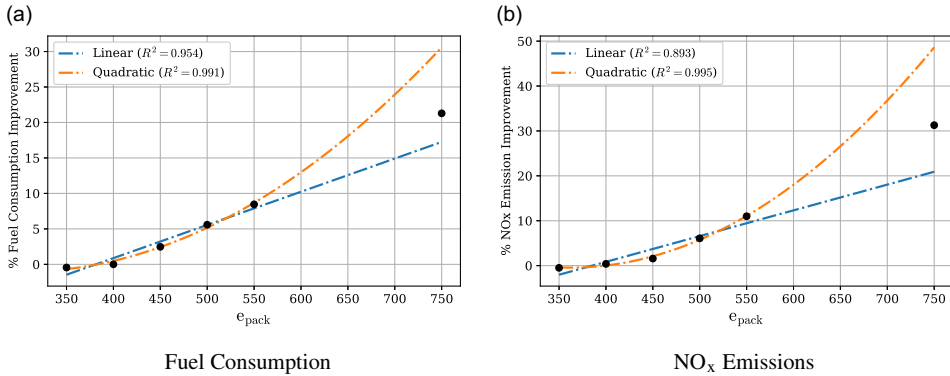 (a)
% Fuel Consumption Improvement
30
25
20
15
10
5
0
Linear (R² = 0.954)
Quadratic (R² = 0.991)
350 400 450 500 550 600 650 700 750
e_pack
Fuel Consumption
(b)
% NOx Emission Improvement
50
40
30
20
10
0
Linear (R² = 0.893)
Quadratic (R² = 0.995)
350 400 450 500 550 600 650 700 750
e_pack
NOₓ Emissions